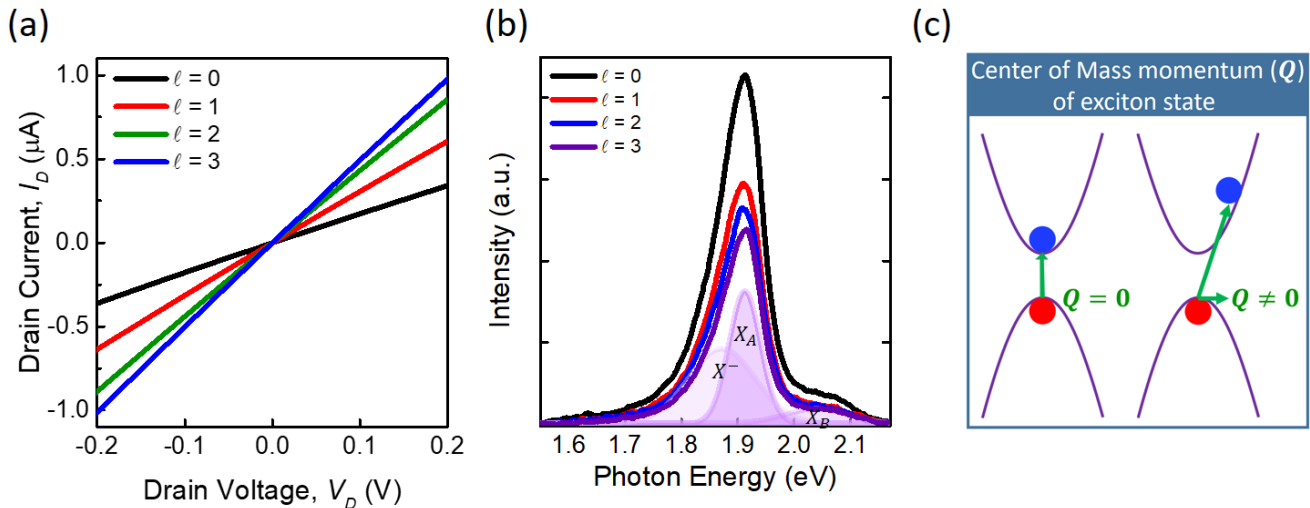 (a)
ℓ = 0
ℓ = 1
ℓ = 2
ℓ = 3
1.0
0.5
0.0
-0.5
-1.0
Drain Current, I_D (μA)
-0.2
-0.1
0.0
0.1
0.2
Drain Voltage, V_D (V)
(b)
ℓ = 0
ℓ = 1
ℓ = 2
ℓ = 3
Intensity (a.u.)
X_A
X⁻
X_B
1.6
1.7
1.8
1.9
2.0
2.1
Photon Energy (eV)
(c)
Center of Mass momentum (Q)
of exciton state
Q = 0
Q ≠ 0